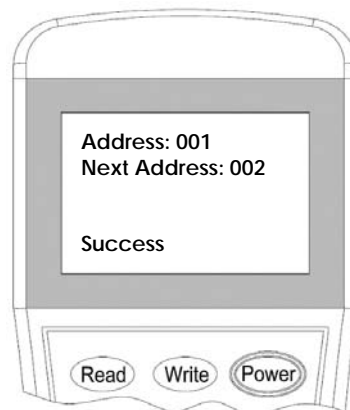 Address: 001
Next Address: 002
Success
Read Write Power